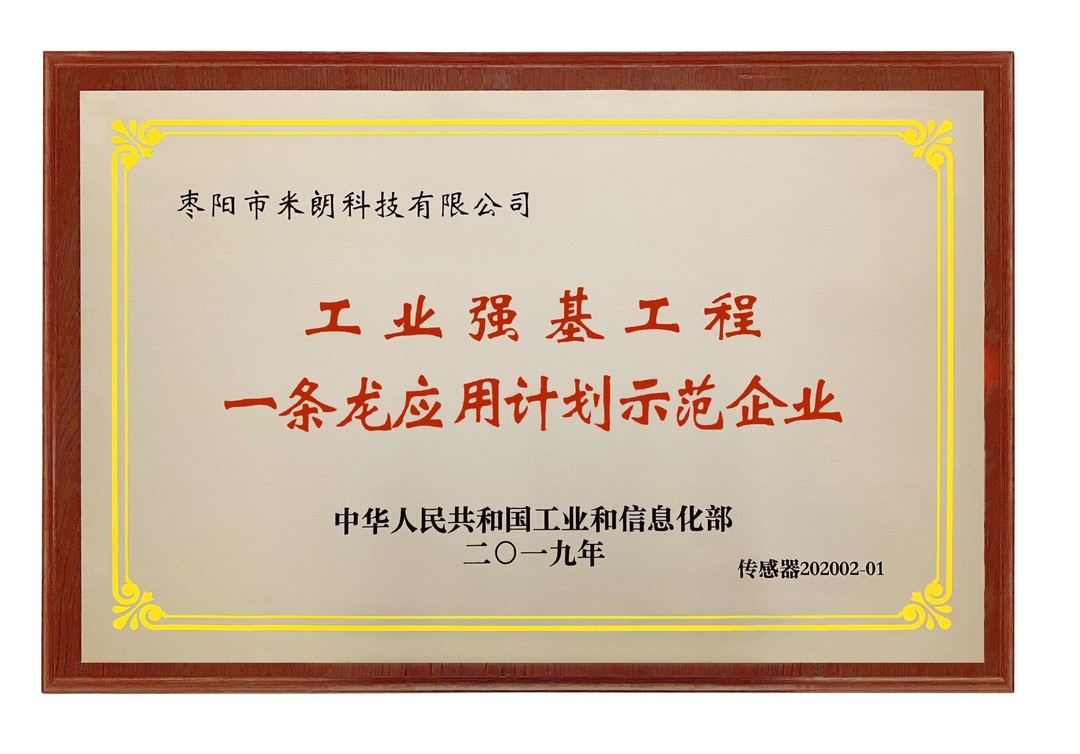 枣阳市米朗科技有限公司
工业强基工程
一条龙应用计划示范企业
中华人民共和国工业和信息化部
二〇一九年
传感器202002-01